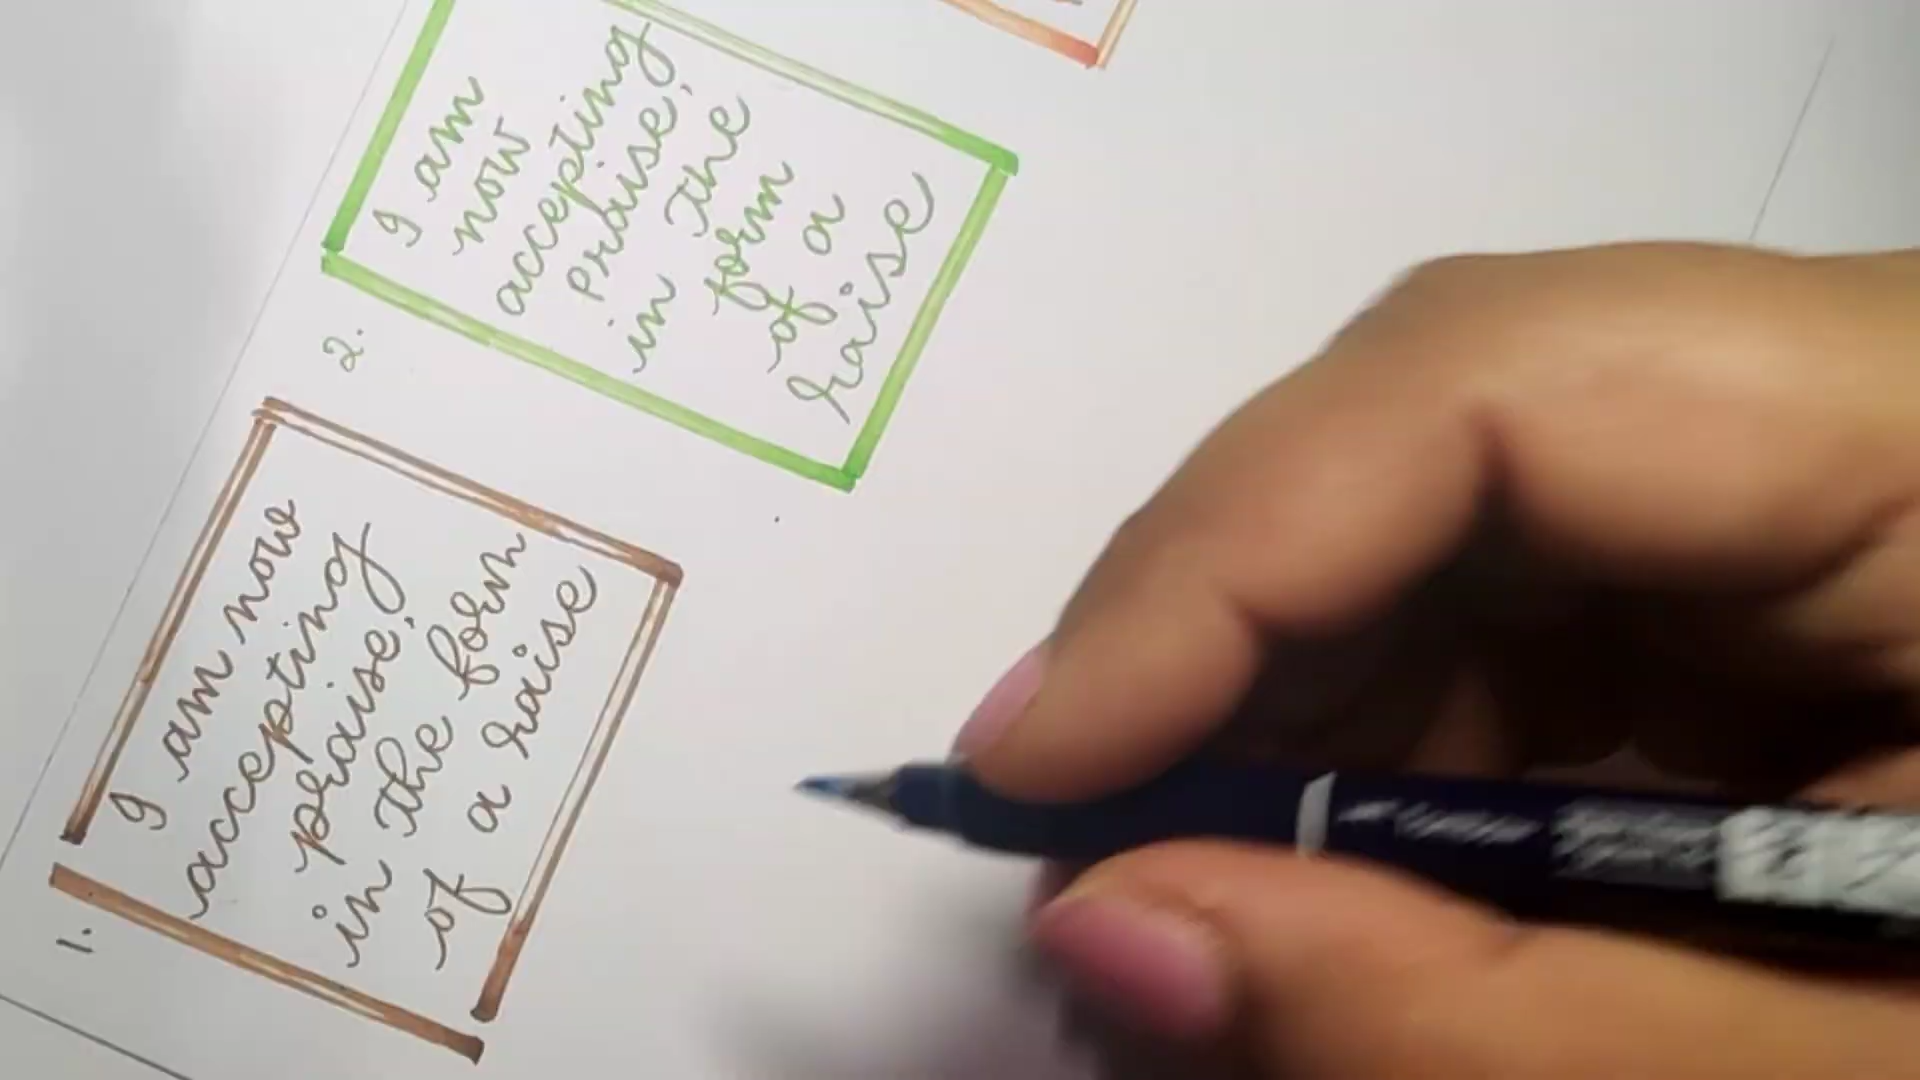 1.
I am now
accepting
praise,
in the form
of a raise
2.
I am
now
accepting
praise,
in the
form
of a
raise